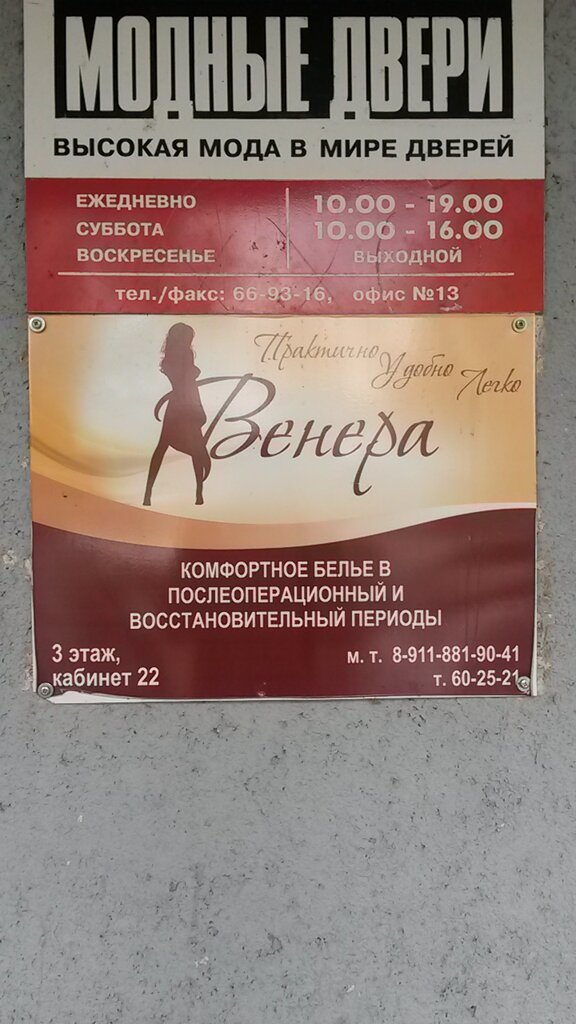 МОДНЫЕ ДВЕРИ
ВЫСОКАЯ МОДА В МИРЕ ДВЕРЕЙ
ЕЖЕДНЕВНО 10.00 - 19.00
СУББОТА 10.00 - 16.00
ВОСКРЕСЕНЬЕ ВЫХОДНОЙ
тел./факс: 66-93-16, офис №13
Практично
Удобно
Легко
Венера
КОМФОРТНОЕ БЕЛЬЕ В
ПОСЛЕОПЕРАЦИОННЫЙ И
ВОССТАНОВИТЕЛЬНЫЙ ПЕРИОДЫ
3 этаж, м. т. 8-911-881-90-41
кабинет 22 т. 60-25-21